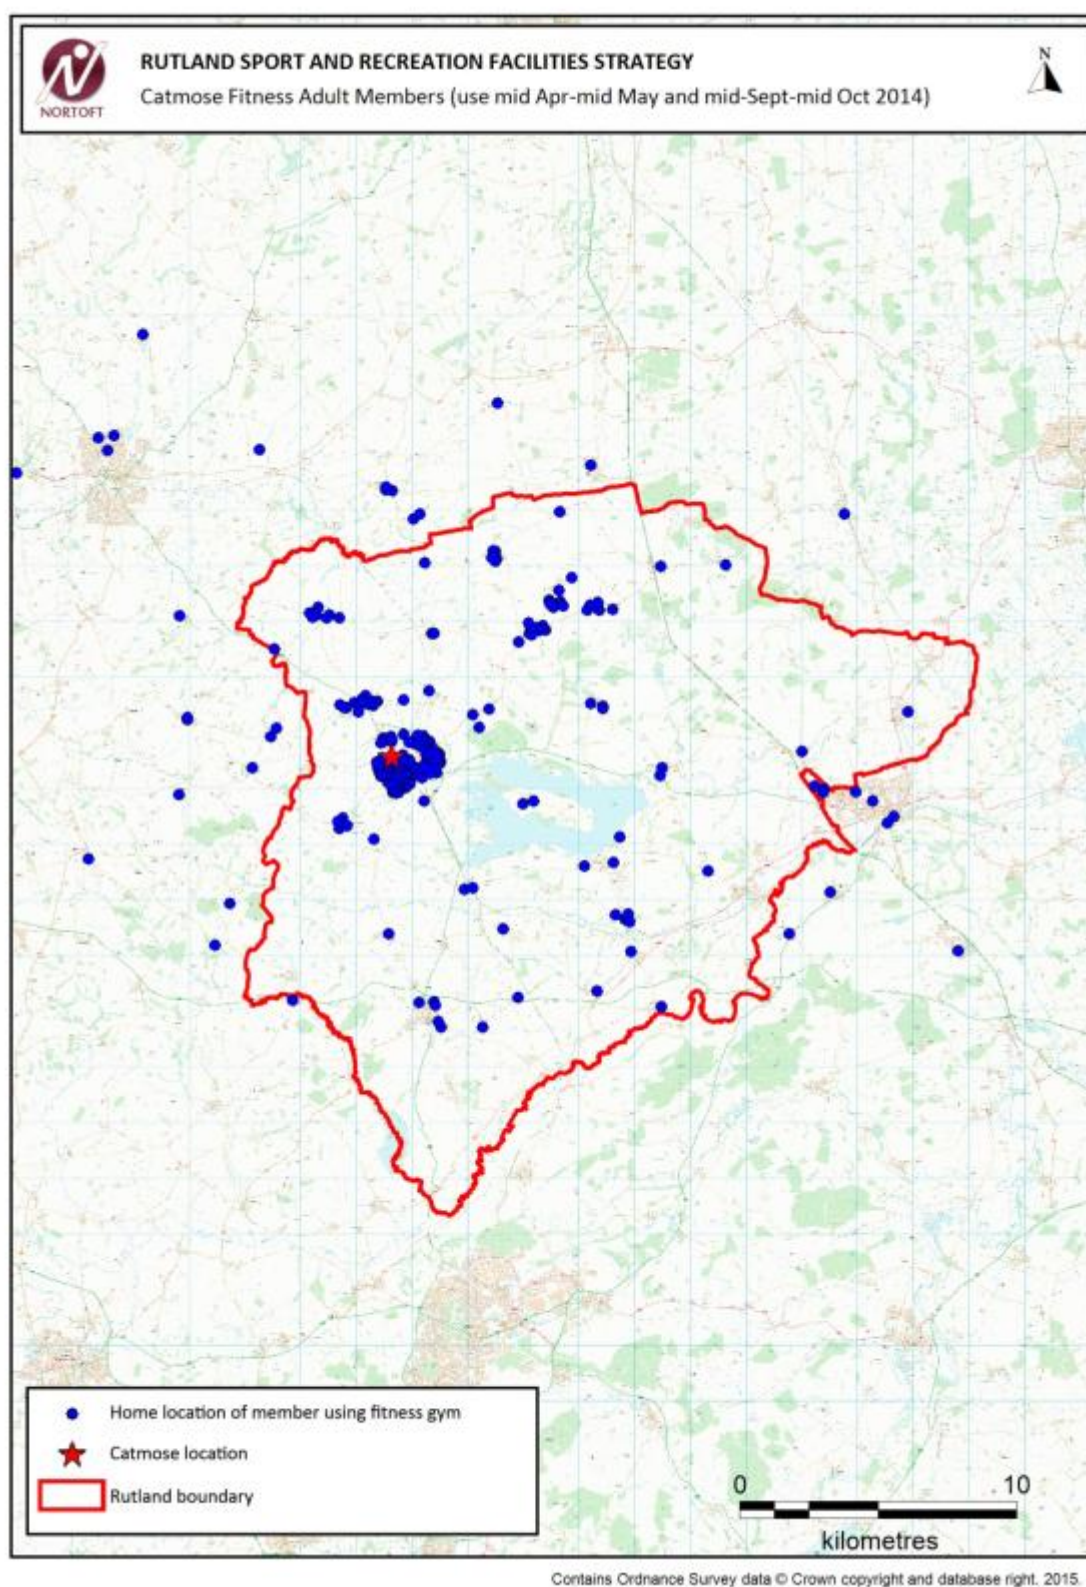 RUTLAND SPORT AND RECREATION FACILITIES STRATEGY
Catmose Fitness Adult Members (use mid Apr-mid May and mid-Sept-mid Oct 2014)
N
NORTOFT
Home location of member using fitness gym
Catmose location
Rutland boundary
0 10
kilometres
Contains Ordnance Survey data © Crown copyright and database right. 2015.